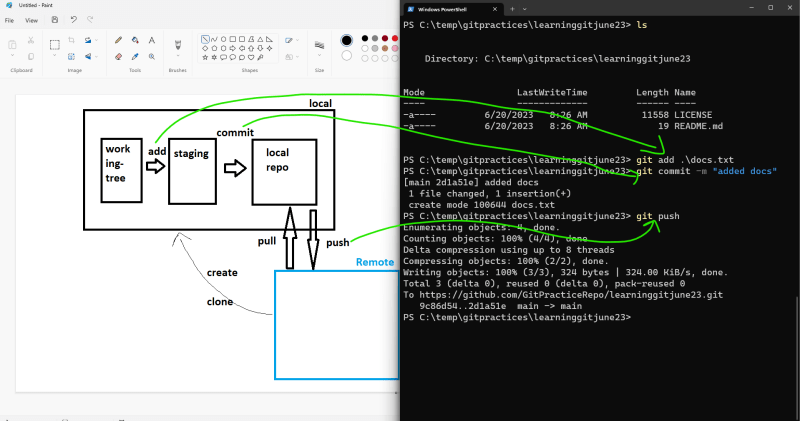 Untitled - Paint
File
View
Clipboard
Image
Tools
Brushes
Shapes
Size
local
commit
add
work
ing-
tree
staging
local
repo
pull
push
Remote
create
clone
Windows PowerShell
PS C:\temp\gitpractices\learninggitjune23> ls
Directory: C:\temp\gitpractices\learninggitjune23
Mode LastWriteTime Length Name
---- ------------- ------ ----
-a---- 6/20/2023 8:26 AM 11558 LICENSE
-a---- 6/20/2023 8:26 AM 19 README.md
PS C:\temp\gitpractices\learninggitjune23> git add .\docs.txt
PS C:\temp\gitpractices\learninggitjune23> git commit -m "added docs"
[main 2d1a51e] added docs
1 file changed, 1 insertion(+)
create mode 100644 docs.txt
PS C:\temp\gitpractices\learninggitjune23> git push
Enumerating objects: 4, done.
Counting objects: 100% (4/4), done
Delta compression using up to 8 threads
Compressing objects: 100% (2/2), done.
Writing objects: 100% (3/3), 324 bytes | 324.00 KiB/s, done.
Total 3 (delta 0), reused 0 (delta 0), pack-reused 0
To https://github.com/GitPracticeRepo/learninggitjune23.git
9c86d54..2d1a51e main -> main
PS C:\temp\gitpractices\learninggitjune23>